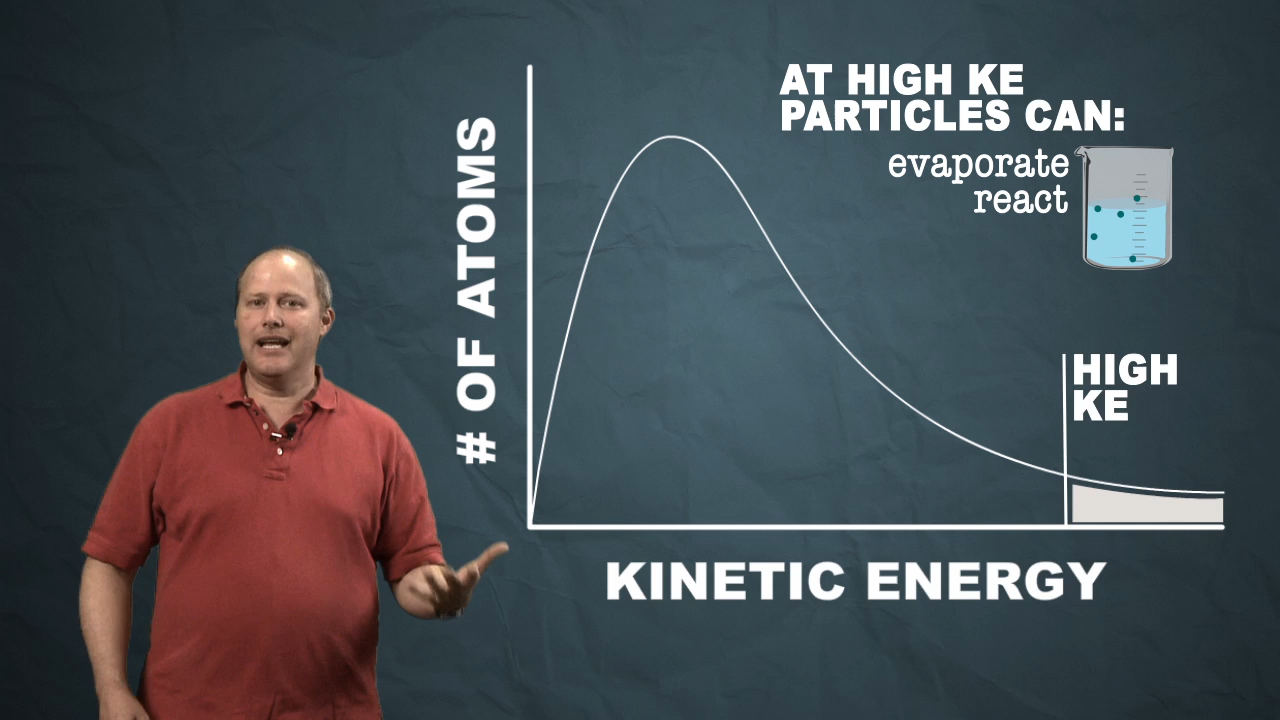 # OF ATOMS
AT HIGH KE
PARTICLES CAN:
evaporate
react
HIGH
KE
KINETIC ENERGY